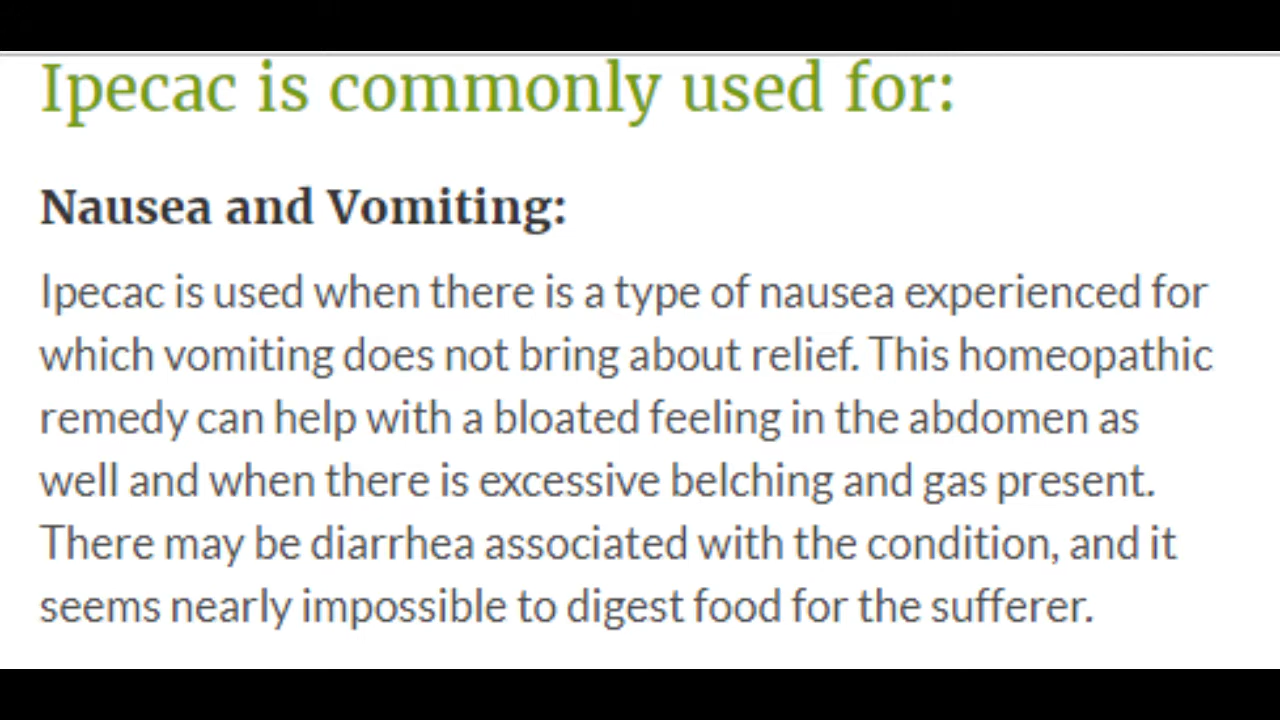 Ipecac is commonly used for:
Nausea and Vomiting:
Ipecac is used when there is a type of nausea experienced for
which vomiting does not bring about relief. This homeopathic
remedy can help with a bloated feeling in the abdomen as
well and when there is excessive belching and gas present.
There may be diarrhea associated with the condition, and it
seems nearly impossible to digest food for the sufferer.